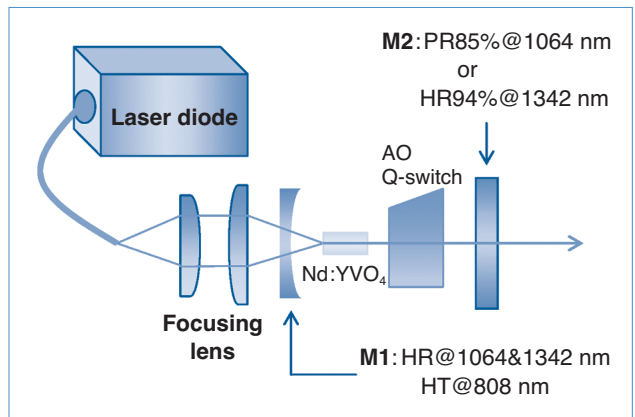 M2: PR85%@1064 nm
or
HR94%@1342 nm
Laser diode
AO
Q-switch
Nd:YVO₄
Focusing
lens
M1: HR@1064&1342 nm
HT@808 nm